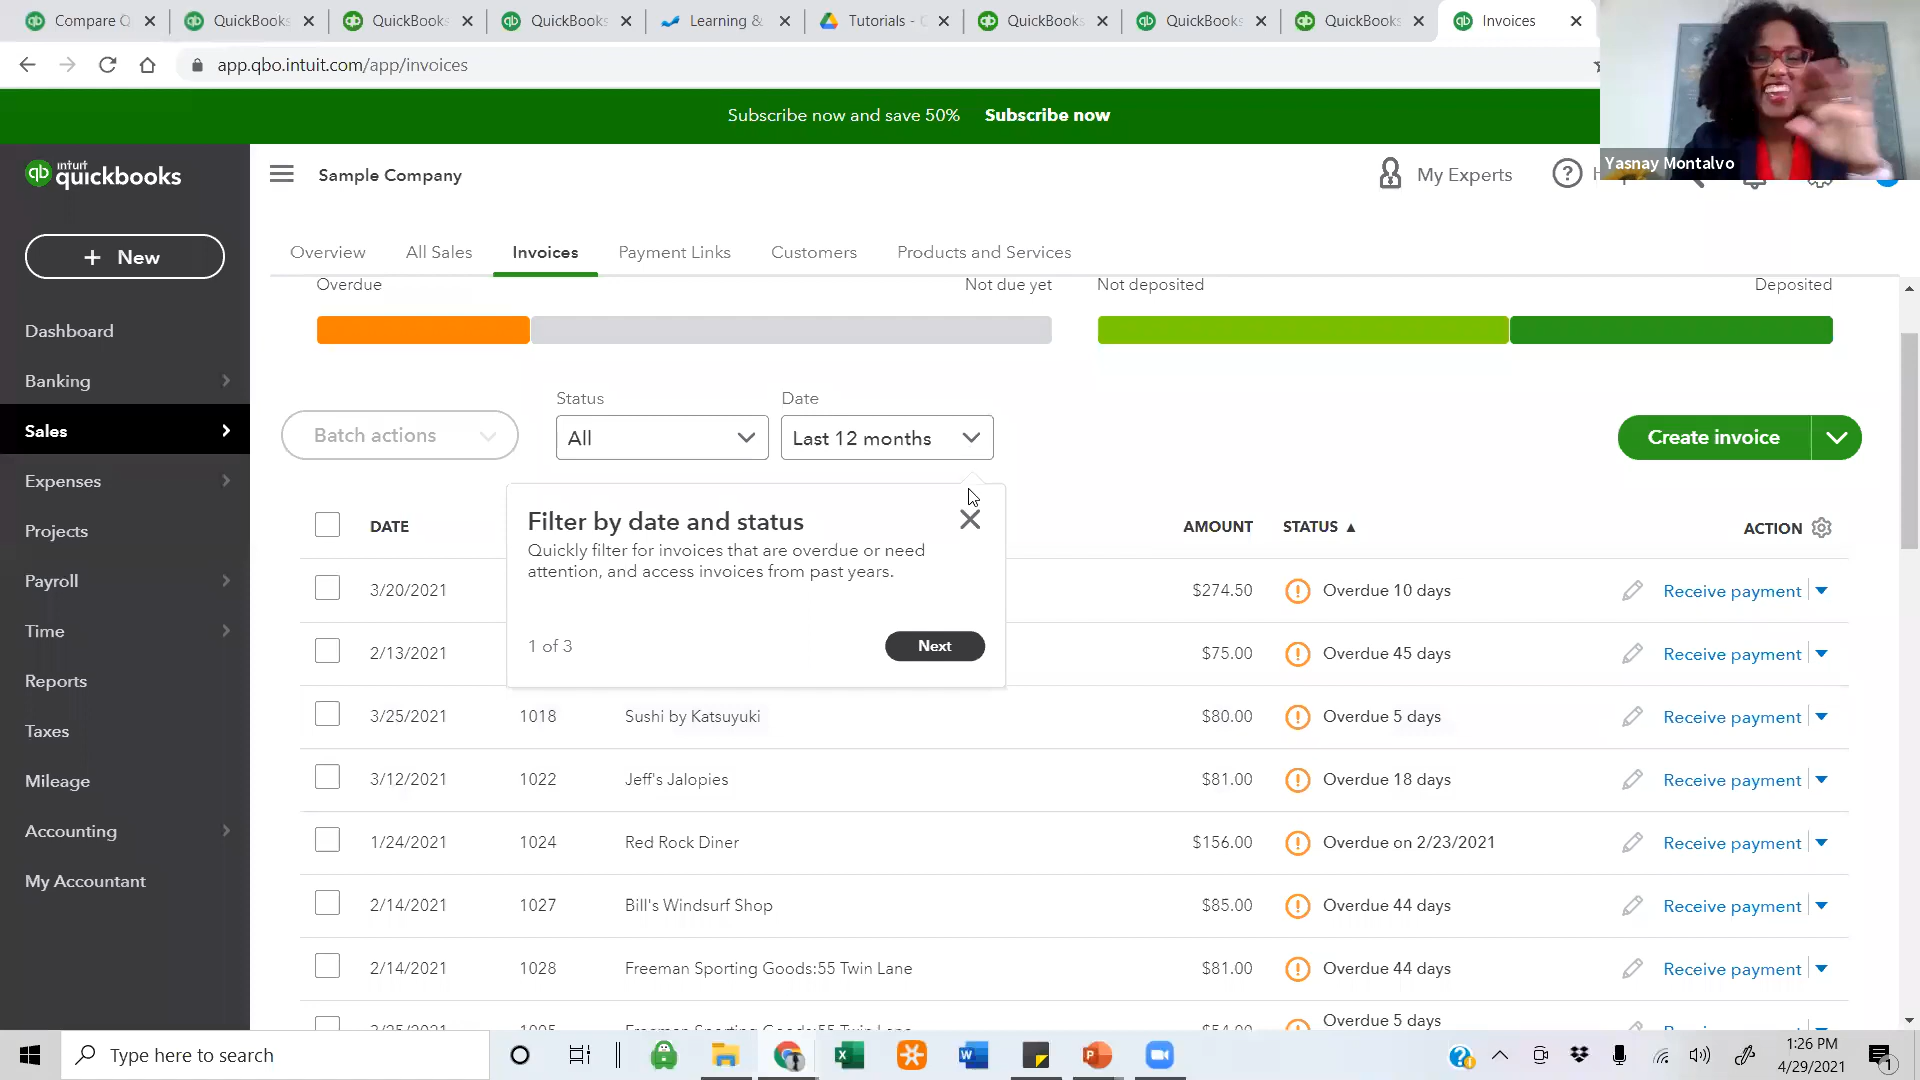 Compare Q
QuickBooks
QuickBooks
QuickBooks
Learning &
Tutorials -
QuickBooks
QuickBooks
QuickBooks
Invoices
app.qbo.intuit.com/app/invoices
Subscribe now and save 50% Subscribe now
intuit quickbooks
Sample Company
My Experts
Yasnay Montalvo
+ New
Overview All Sales Invoices Payment Links Customers Products and Services
Overdue Not due yet Not deposited Deposited
Dashboard
Banking
Sales
Expenses
Projects
Payroll
Time
Reports
Taxes
Mileage
Accounting
My Accountant
Status Date
Batch actions All Last 12 months Create invoice
DATE AMOUNT STATUS ▲ ACTION
Filter by date and status
Quickly filter for invoices that are overdue or need
attention, and access invoices from past years.
1 of 3 Next
3/20/2021 $274.50 Overdue 10 days Receive payment
2/13/2021 $75.00 Overdue 45 days Receive payment
3/25/2021 1018 Sushi by Katsuyuki $80.00 Overdue 5 days Receive payment
3/12/2021 1022 Jeff's Jalopies $81.00 Overdue 18 days Receive payment
1/24/2021 1024 Red Rock Diner $156.00 Overdue on 2/23/2021 Receive payment
2/14/2021 1027 Bill's Windsurf Shop $85.00 Overdue 44 days Receive payment
2/14/2021 1028 Freeman Sporting Goods:55 Twin Lane $81.00 Overdue 44 days Receive payment
Overdue 5 days
Type here to search
1:26 PM
4/29/2021
1